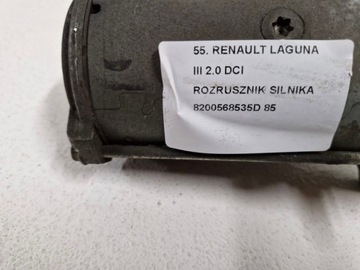 55. RENAULT LAGUNA
III 2.0 DCI
ROZRUSZNIK SILNIKA
8200568535D 85